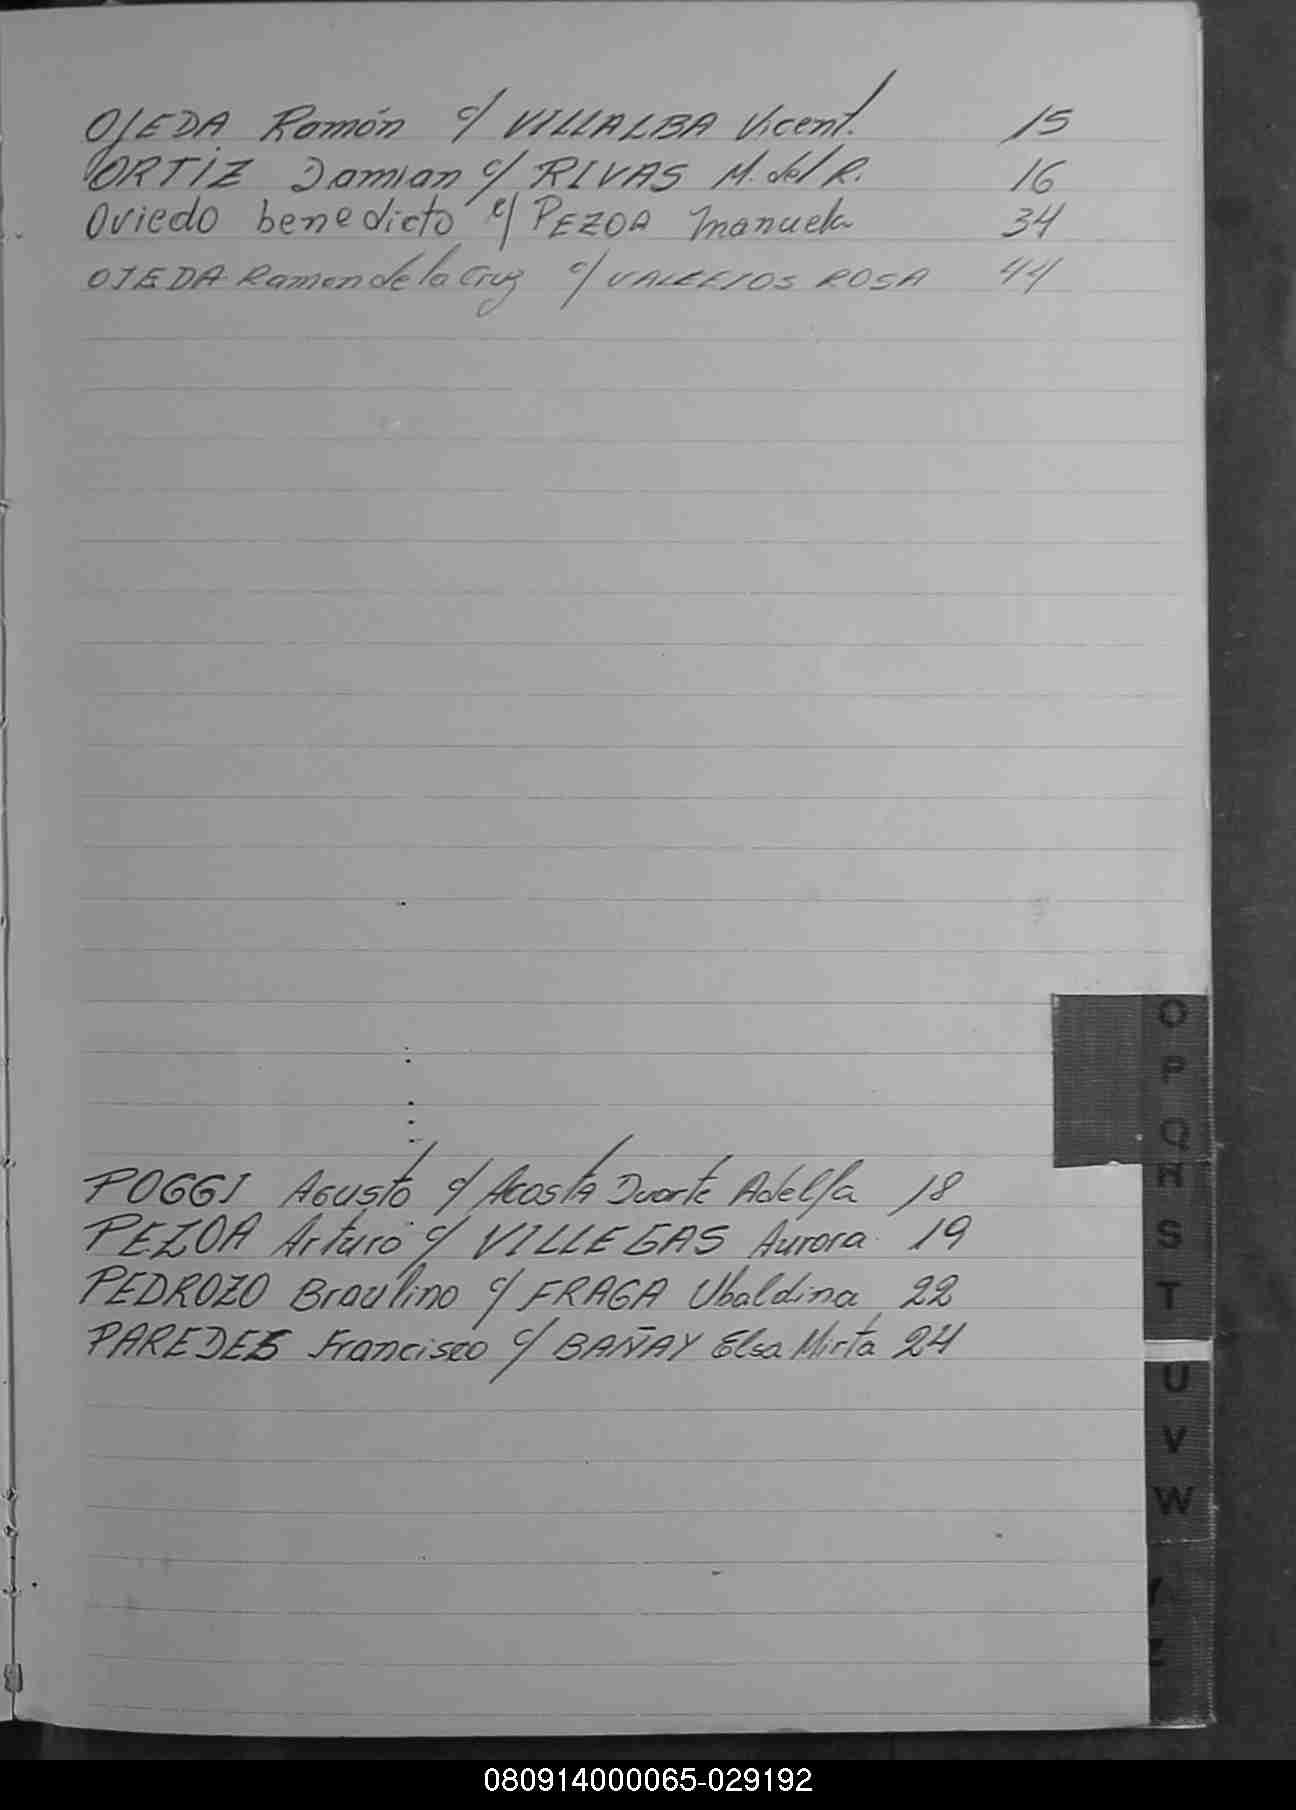 OJEDA Ramón c/ VILLALBA Vicent. 15
ORTIZ Damian c/ RIVAS M. del R. 16
Oviedo benedicto c/ PEZOA Manuela 34
OJEDA Ramon de la Cruz c/ VALLEJOS ROSA 44
O
P
Q
R
S
T
U
V
W
Y
Z
POGGI Agusto c/ Acosta Duarte Adelfa 18
PEZOA Arturo c/ VILLEGAS Aurora 19
PEDROZO Braulino c/ FRAGA Ubaldina 22
PAREDES Francisco c/ BAÑAY Elsa Mirta 24
080914000065-029192